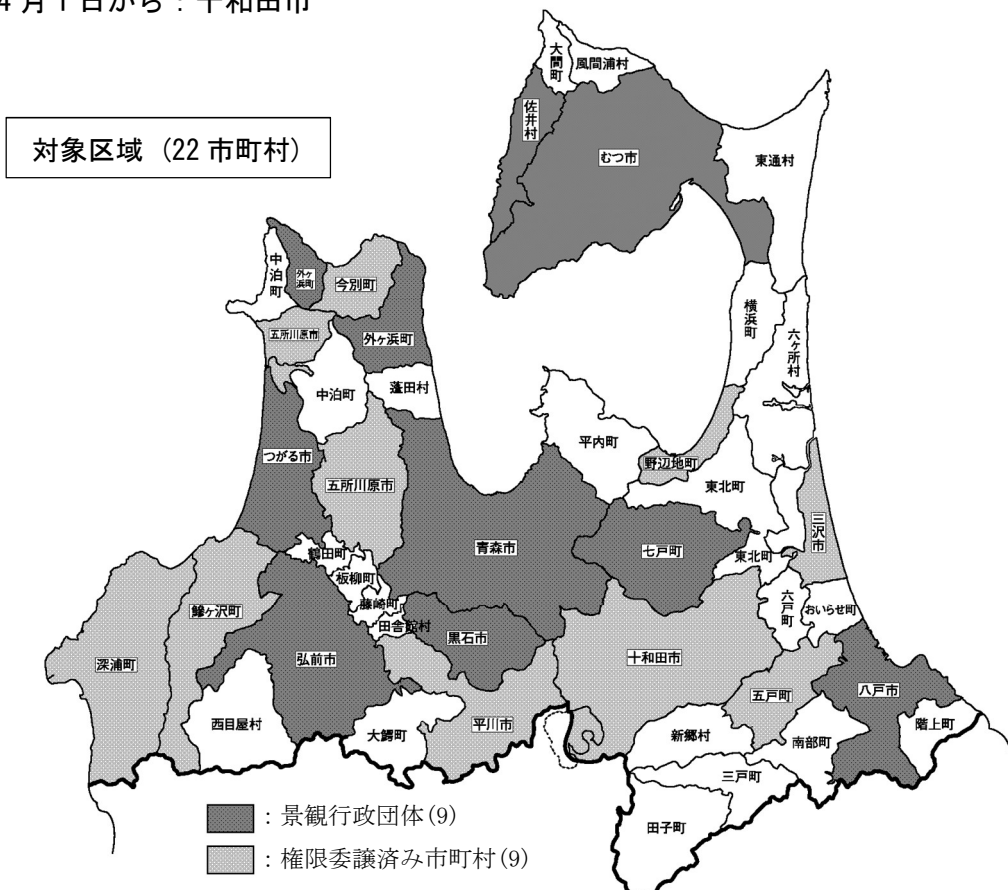 4月1日から：十和田市
対象区域（22市町村）
大間町
風間浦村
佐井村
むつ市
東通村
中泊町
外ヶ浜町
今別町
横浜町
六ヶ所村
五所川原市
外ヶ浜町
中泊町
蓬田村
平内町
つがる市
野辺地町
五所川原市
東北町
三沢市
青森市
七戸町
鶴田町
東北町
板柳町
六戸町
藤崎町
おいらせ町
鰺ヶ沢町
田舎館村
黒石市
深浦町
弘前市
十和田市
五戸町
八戸市
西目屋村
大鰐町
平川市
新郷村
南部町
階上町
三戸町
田子町
：景観行政団体(9)
：権限委譲済み市町村(9)